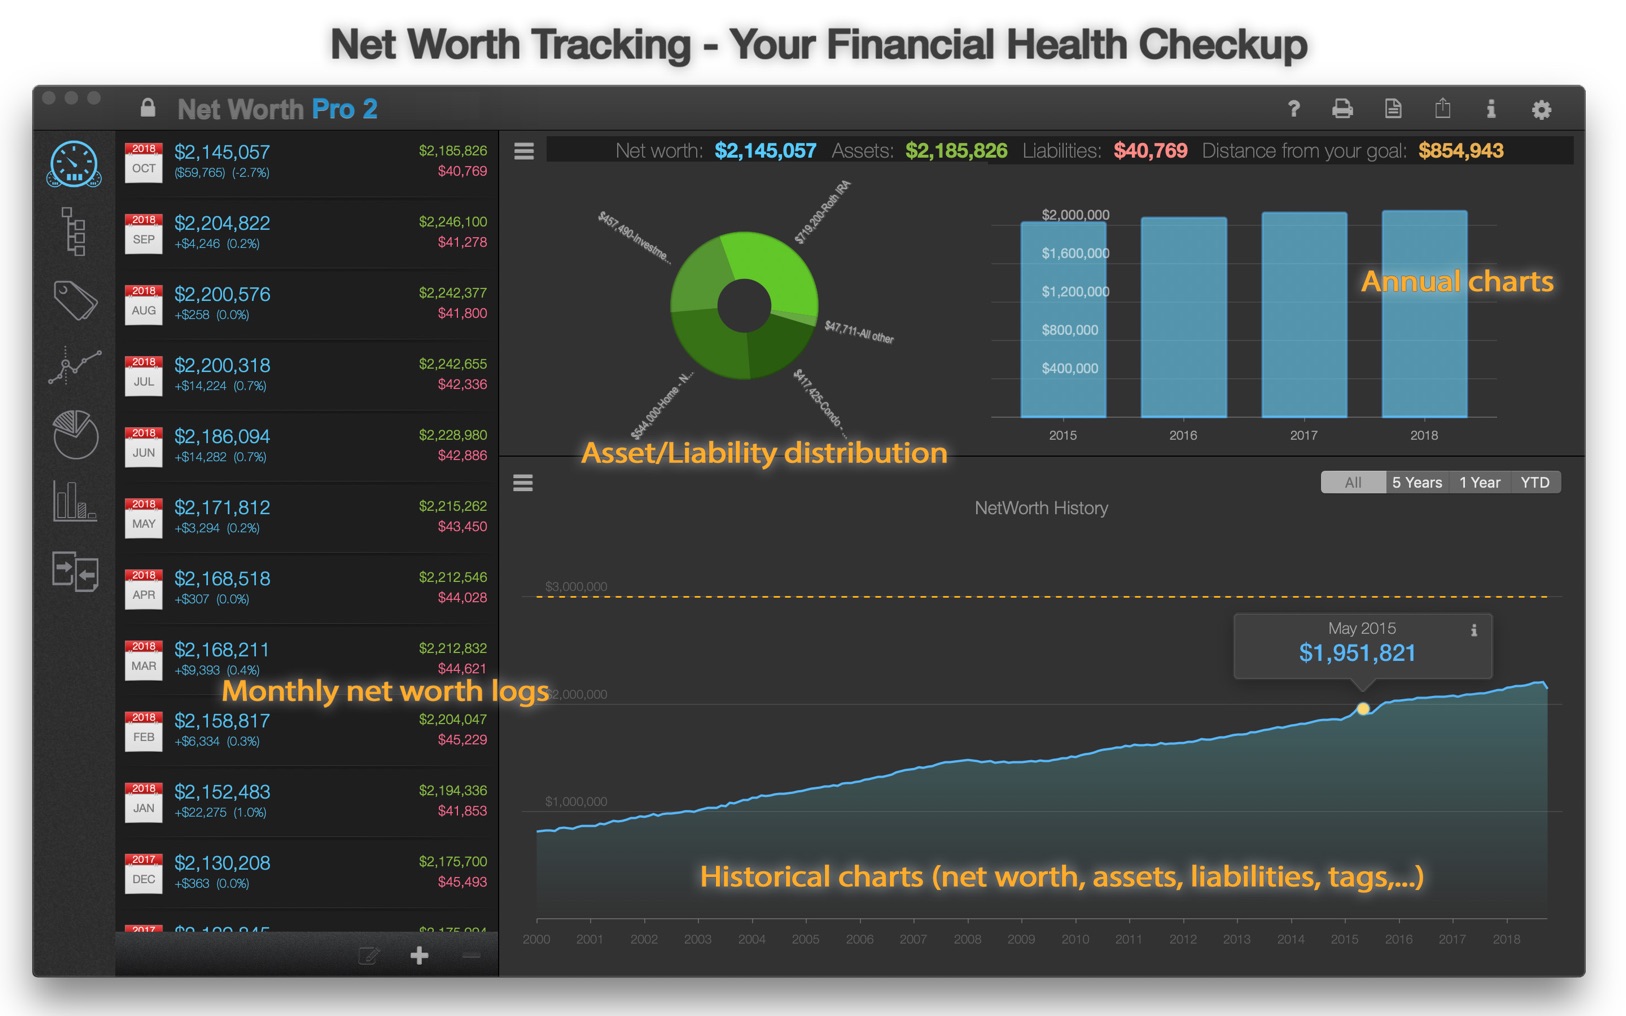 Net Worth Tracking - Your Financial Health Checkup
Net Worth Pro 2
2018
OCT
$2,145,057
($59,765) (-2.7%)
$2,185,826
$40,769
2018
SEP
$2,204,822
+$4,246 (0.2%)
$2,246,100
$41,278
2018
AUG
$2,200,576
+$258 (0.0%)
$2,242,377
$41,800
2018
JUL
$2,200,318
+$14,224 (0.7%)
$2,242,655
$42,336
2018
JUN
$2,186,094
+$14,282 (0.7%)
$2,228,980
$42,886
2018
MAY
$2,171,812
+$3,294 (0.2%)
$2,215,262
$43,450
2018
APR
$2,168,518
+$307 (0.0%)
$2,212,546
$44,028
2018
MAR
$2,168,211
+$9,393 (0.4%)
$2,212,832
$44,621
Monthly net worth logs
2018
FEB
$2,158,817
+$6,334 (0.3%)
$2,204,047
$45,229
2018
JAN
$2,152,483
+$22,275 (1.0%)
$2,194,336
$41,853
2017
DEC
$2,130,208
+$363 (0.0%)
$2,175,700
$45,493
2017
Net worth: $2,145,057 Assets: $2,185,826 Liabilities: $40,769 Distance from your goal: $854,943
$457,490-Investme...
$719,200-Roth IRA
$47,711-All other
$417,425-Condo - ...
$544,000-Home - N...
Asset/Liability distribution
$2,000,000
$1,600,000
$1,200,000
$800,000
$400,000
2015 2016 2017 2018
Annual charts
All 5 Years 1 Year YTD
NetWorth History
$3,000,000
May 2015
$1,951,821
$2,000,000
$1,000,000
Historical charts (net worth, assets, liabilities, tags,...)
2000 2001 2002 2003 2004 2005 2006 2007 2008 2009 2010 2011 2012 2013 2014 2015 2016 2017 2018